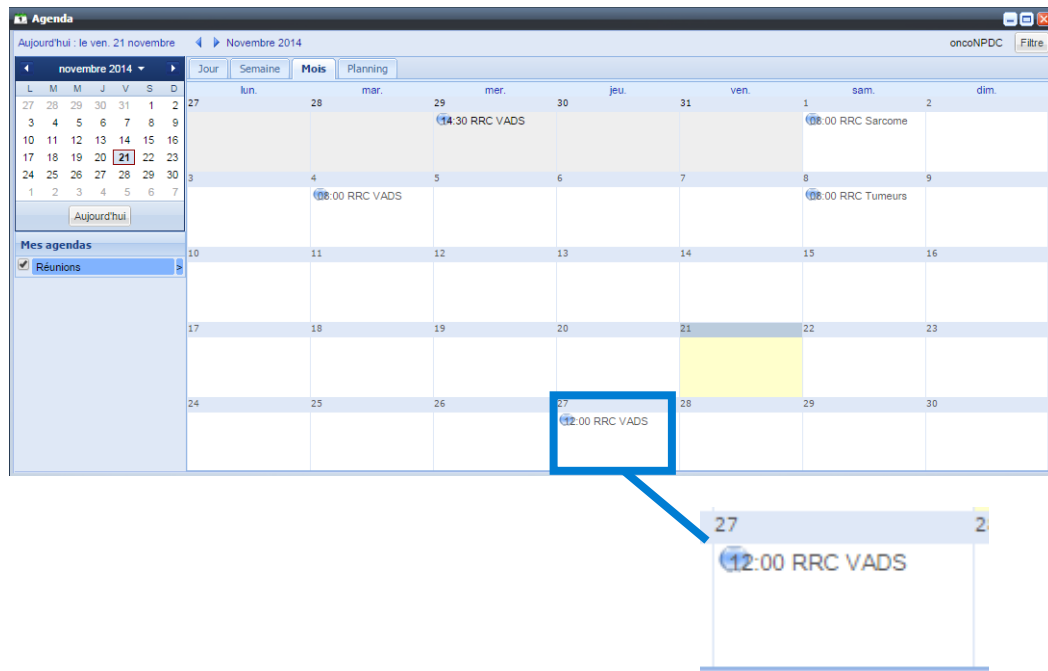 Agenda
Aujourd'hui : le ven. 21 novembre Novembre 2014 oncoNPDC Filtre
novembre 2014
L M M J V S D
27 28 29 30 31 1 2
3 4 5 6 7 8 9
10 11 12 13 14 15 16
17 18 19 20 21 22 23
24 25 26 27 28 29 30
1 2 3 4 5 6 7
Aujourd'hui
Mes agendas
Réunions >
Jour Semaine Mois Planning
lun. mar. mer. jeu. ven. sam. dim.
27 28 29 30 31 1 2
14:30 RRC VADS 08:00 RRC Sarcome
3 4 5 6 7 8 9
08:00 RRC VADS 08:00 RRC Tumeurs
10 11 12 13 14 15 16
17 18 19 20 21 22 23
24 25 26 27 28 29 30
12:00 RRC VADS
27 2
12:00 RRC VADS